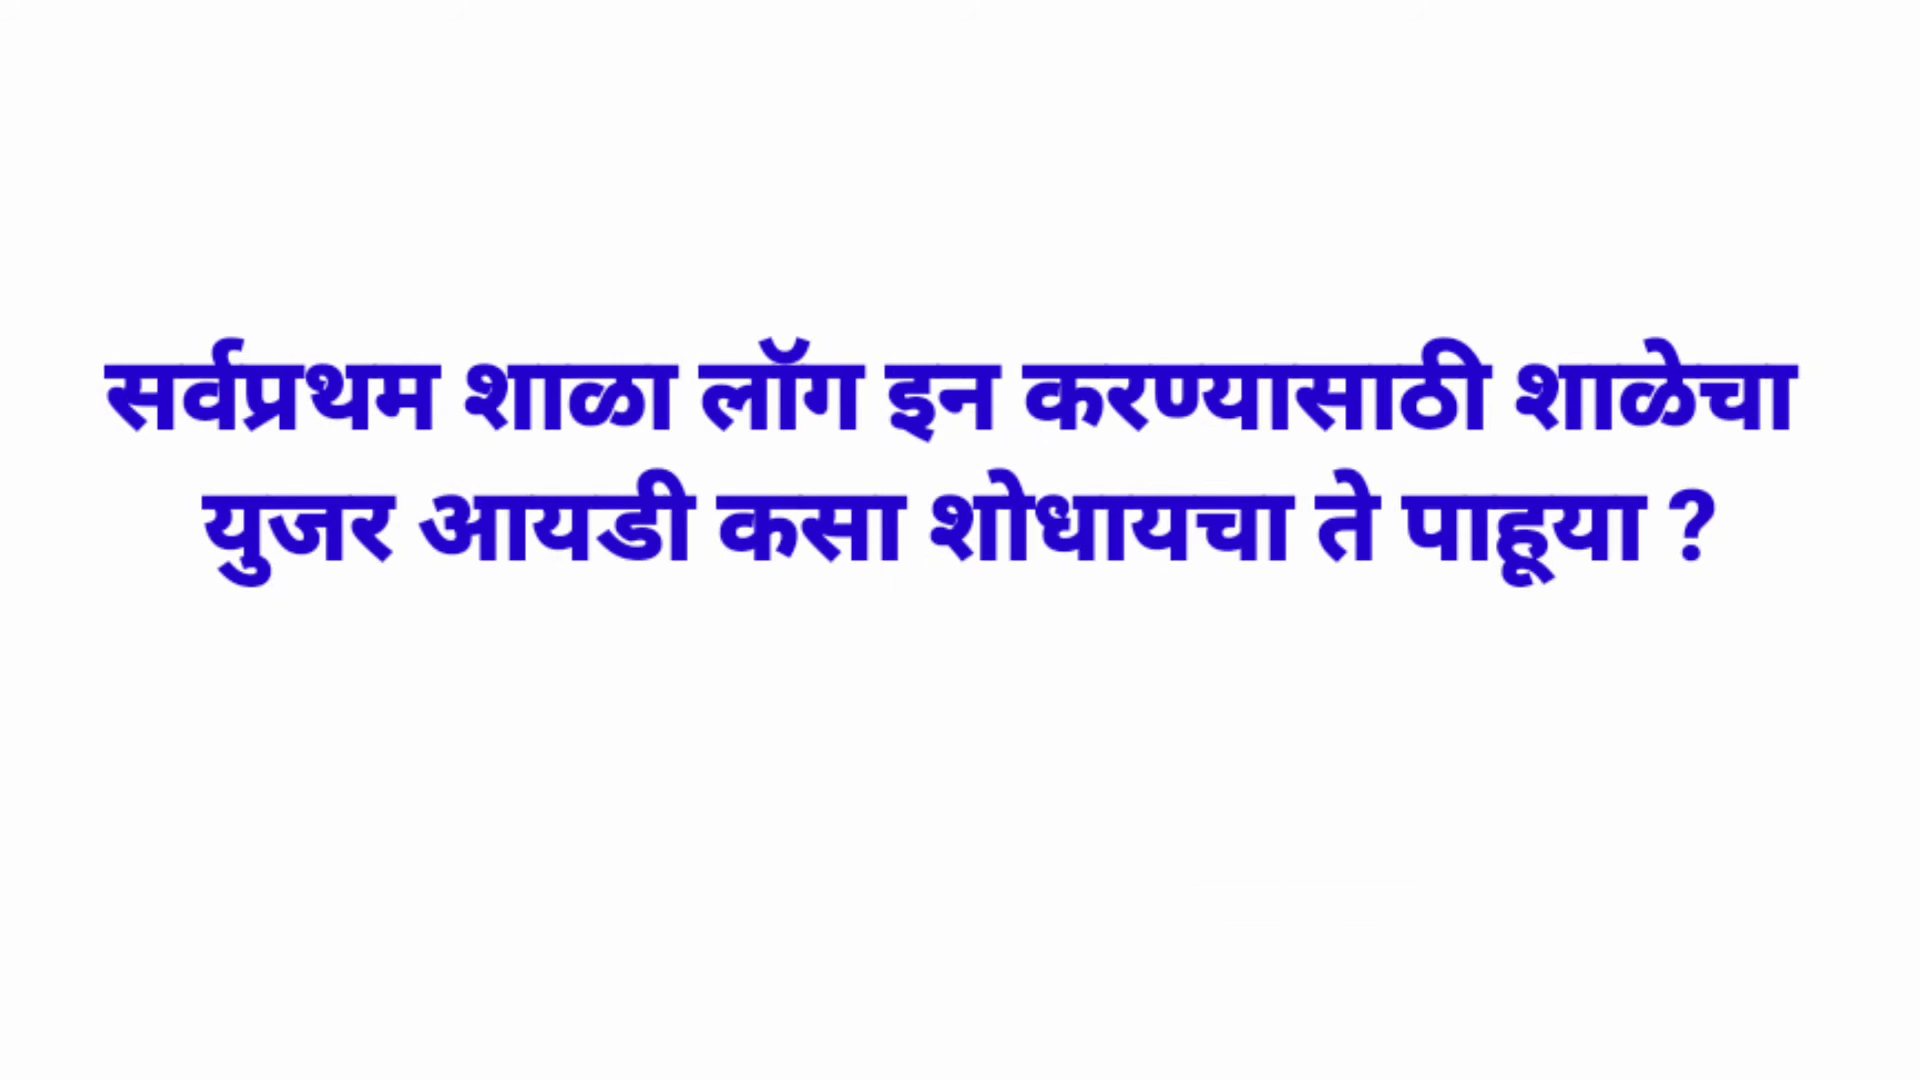 सर्वप्रथम शाळा लॉग इन करण्यासाठी शाळेचा
युजर आयडी कसा शोधायचा ते पाहूया ?